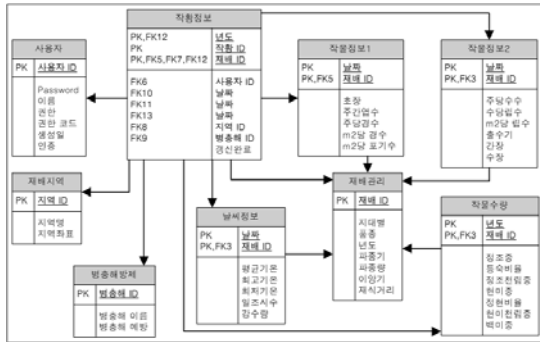 작황정보
PK,FK12 년도
PK 작황 ID
PK,FK5,FK7,FK12 재배 ID
FK6 사용자 ID
FK10 날짜
FK11 날짜
FK13 날짜
FK8 지역 ID
FK9 병충해 ID
갱신완료
사용자
PK 사용자 ID
Password
이름
권한
권한 코드
생성일
인증
작물정보1
PK 날짜
PK,FK5 재배 ID
초장
주간엽수
주당경수
m2당 경수
m2당 포기수
작물정보2
PK 날짜
PK,FK3 재배 ID
주당수수
수당립수
m2당 립수
출수기
간장
수장
재배지역
PK 지역 ID
지역명
지역좌표
날씨정보
PK 날짜
PK,FK3 재배 ID
평균기온
최고기온
최저기온
일조시수
강수량
재배관리
PK 재배 ID
지대별
품종
년도
파종기
파종량
이앙기
재식거리
작물수량
PK 년도
PK,FK3 재배 ID
정조중
등숙비율
정조천립중
현미중
정현비율
현미천립중
백미중
병충해방제
PK 병충해 ID
병충해 이름
병충해 예방